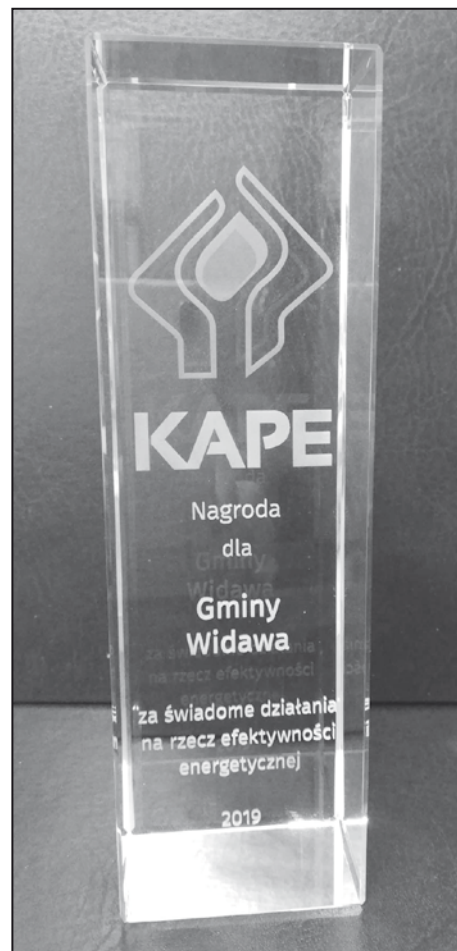 KAPE
Nagroda
dla
Gminy
Widawa
"za świadome działania
na rzecz efektywności
energetycznej
2019